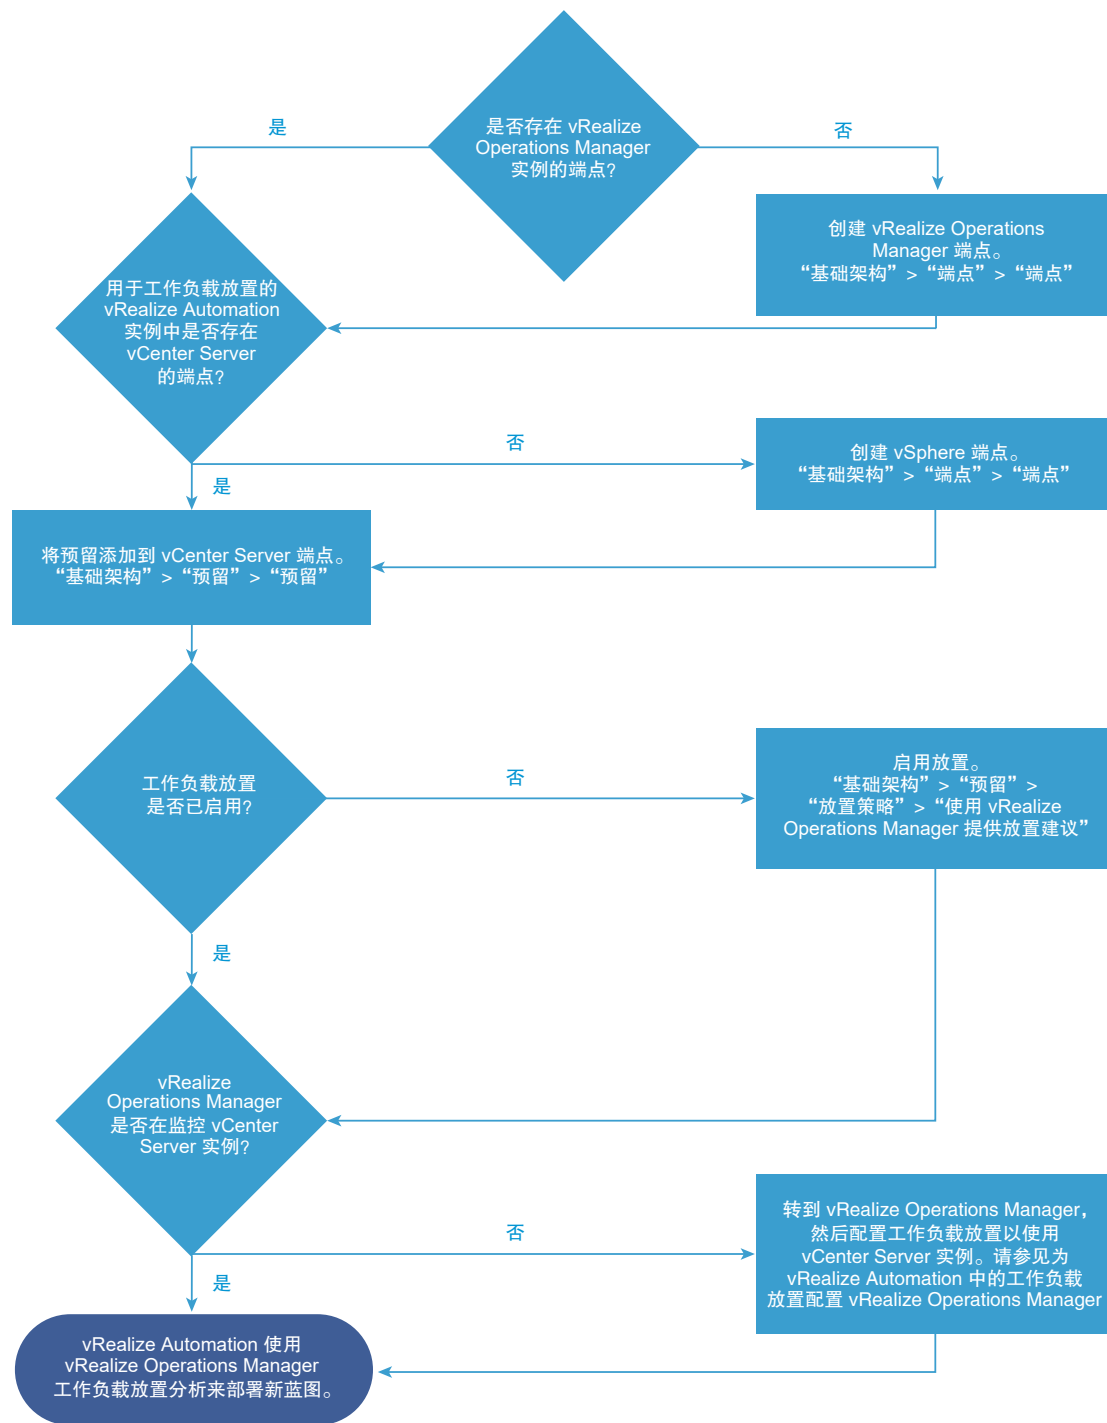 是否存在 vRealize
Operations Manager
实例的端点？
是
否
创建 vRealize Operations
Manager 端点。
“基础架构” > “端点” > “端点”
用于工作负载放置的
vRealize Automation
实例中是否存在
vCenter Server
的端点？
否
创建 vSphere 端点。
“基础架构” > “端点” > “端点”
是
将预留添加到 vCenter Server 端点。
“基础架构” > “预留” > “预留”
工作负载放置
是否已启用？
否
启用放置。
“基础架构” > “预留” >
“放置策略” > “使用 vRealize
Operations Manager 提供放置建议”
是
vRealize
Operations Manager
是否在监控 vCenter
Server 实例？
否
转到 vRealize Operations Manager，
然后配置工作负载放置以使用
vCenter Server 实例。请参见为
vRealize Automation 中的工作负载
放置配置 vRealize Operations Manager
是
vRealize Automation 使用
vRealize Operations Manager
工作负载放置分析来部署新蓝图。